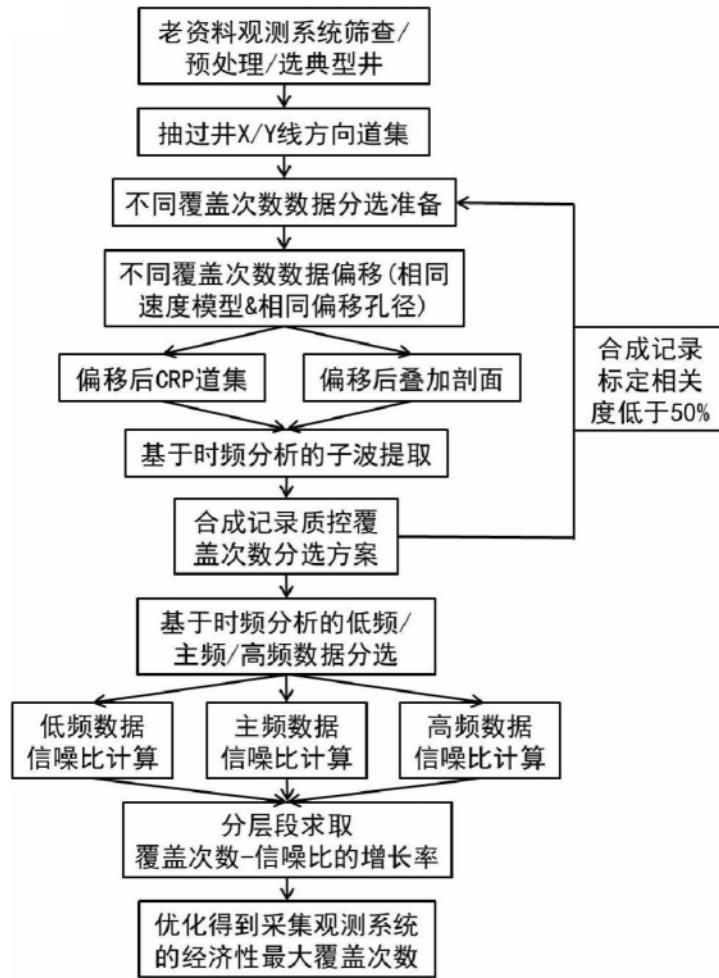 老资料观测系统筛查/
预处理/选典型井
抽过井X/Y线方向道集
不同覆盖次数数据分选准备
不同覆盖次数数据偏移(相同
速度模型&相同偏移孔径)
偏移后CRP道集
偏移后叠加剖面
合成记录
标定相关
度低于50%
基于时频分析的子波提取
合成记录质控覆
盖次数分选方案
基于时频分析的低频/
主频/高频数据分选
低频数据
信噪比计算
主频数据
信噪比计算
高频数据
信噪比计算
分层段求取
覆盖次数-信噪比的增长率
优化得到采集观测系统
的经济性最大覆盖次数